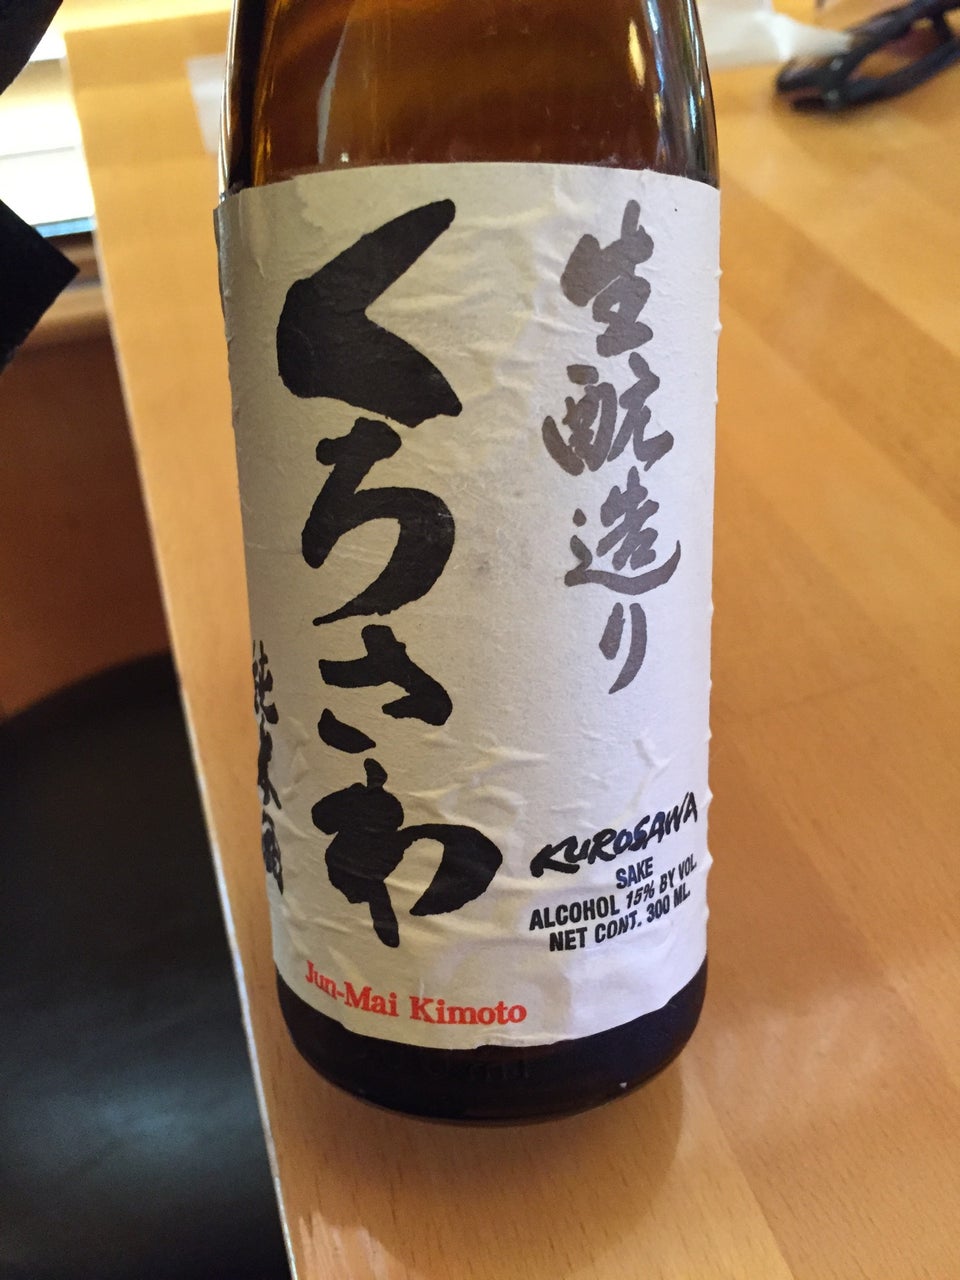 生酛造り
くろさわ
純米酒
KUROSAWA
SAKE
ALCOHOL 15% BY VOL.
NET CONT. 300 ML.
Jun-Mai Kimoto